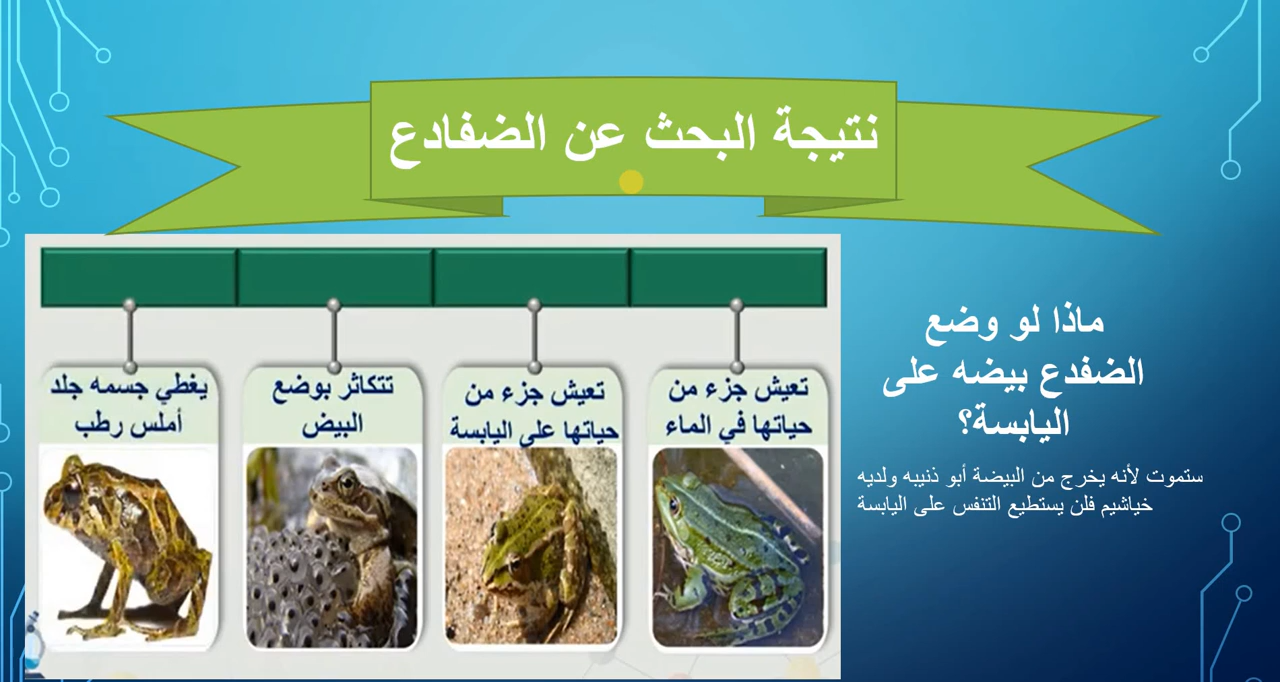 نتيجة البحث عن الضفادع
ماذا لو وضع
الضفدع بيضه على
اليابسة؟
ستموت لأنه يخرج من البيضة أبو ذنيبه ولديه
خياشيم فلن يستطيع التنفس على اليابسة
تعيش جزء من
حياتها في الماء
تعيش جزء من
حياتها على اليابسة
تتكاثر بوضع
البيض
يغطي جسمه جلد
أملس رطب